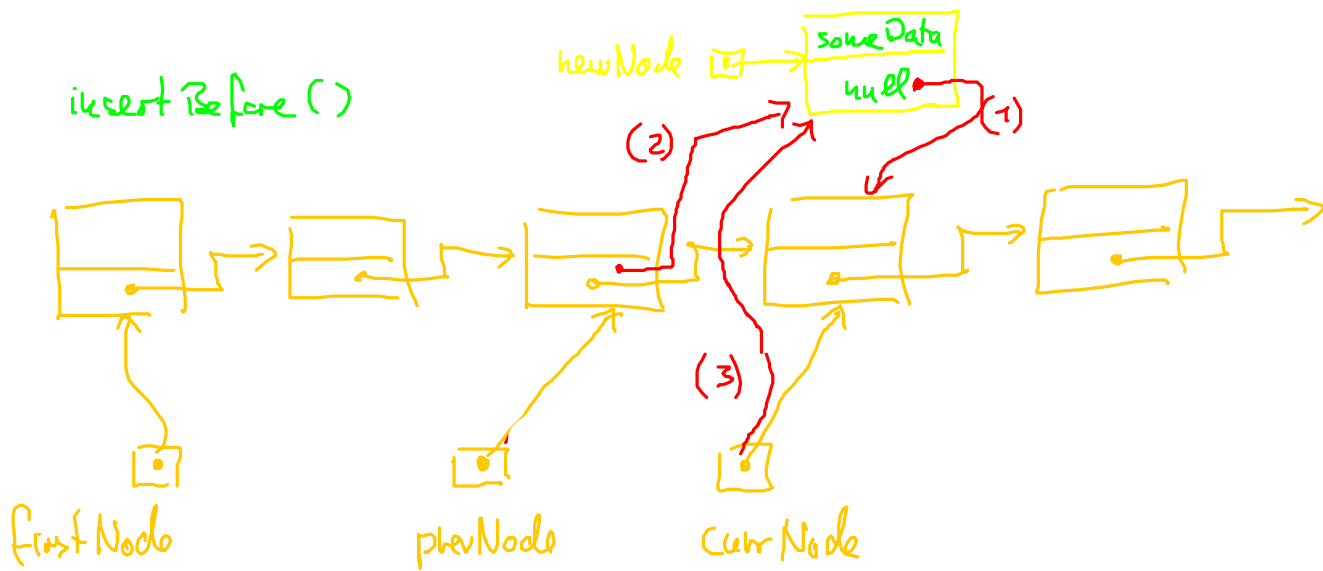 someData
newNode
null
insertBefore()
(1)
(2)
(3)
firstNode
prevNode
currNode